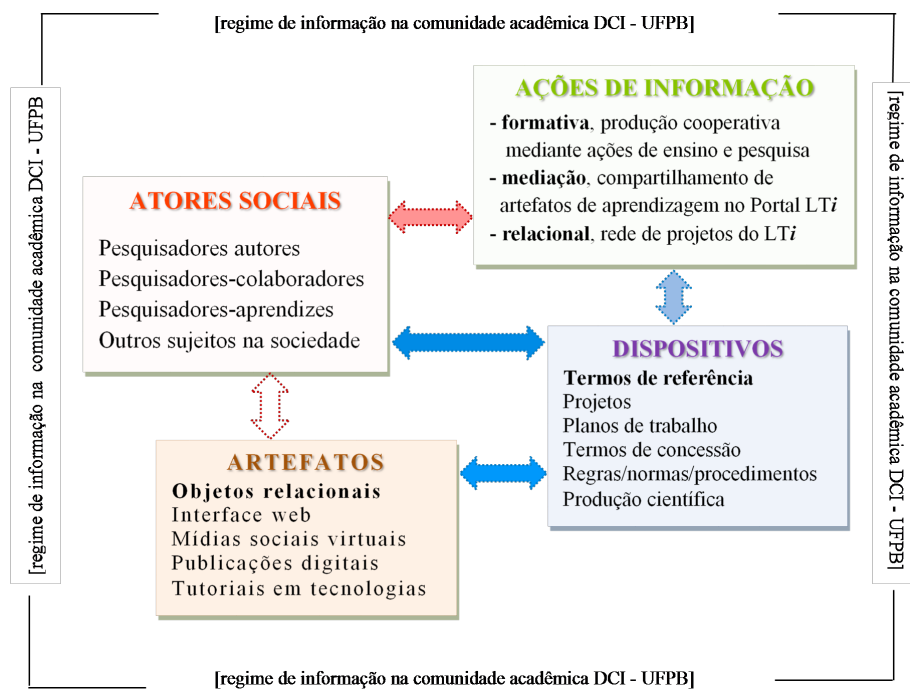 [regime de informação na comunidade acadêmica DCI - UFPB]
[regime de informação na comunidade acadêmica DCI - UFPB
ATORES SOCIAIS
Pesquisadores autores
Pesquisadores-colaboradores
Pesquisadores-aprendizes
Outros sujeitos na sociedade
AÇÕES DE INFORMAÇÃO
- formativa, produção cooperativa
mediante ações de ensino e pesquisa
- mediação, compartilhamento de
artefatos de aprendizagem no Portal LTi
- relacional, rede de projetos do LTi
DISPOSITIVOS
Termos de referência
Projetos
Planos de trabalho
Termos de concessão
Regras/normas/procedimentos
Produção científica
ARTEFATOS
Objetos relacionais
Interface web
Mídias sociais virtuais
Publicações digitais
Tutoriais em tecnologias
[regime de informação na comunidade acadêmica DCI - UFPB]
[regime de informação na comunidade acadêmica DCI - UFPB]